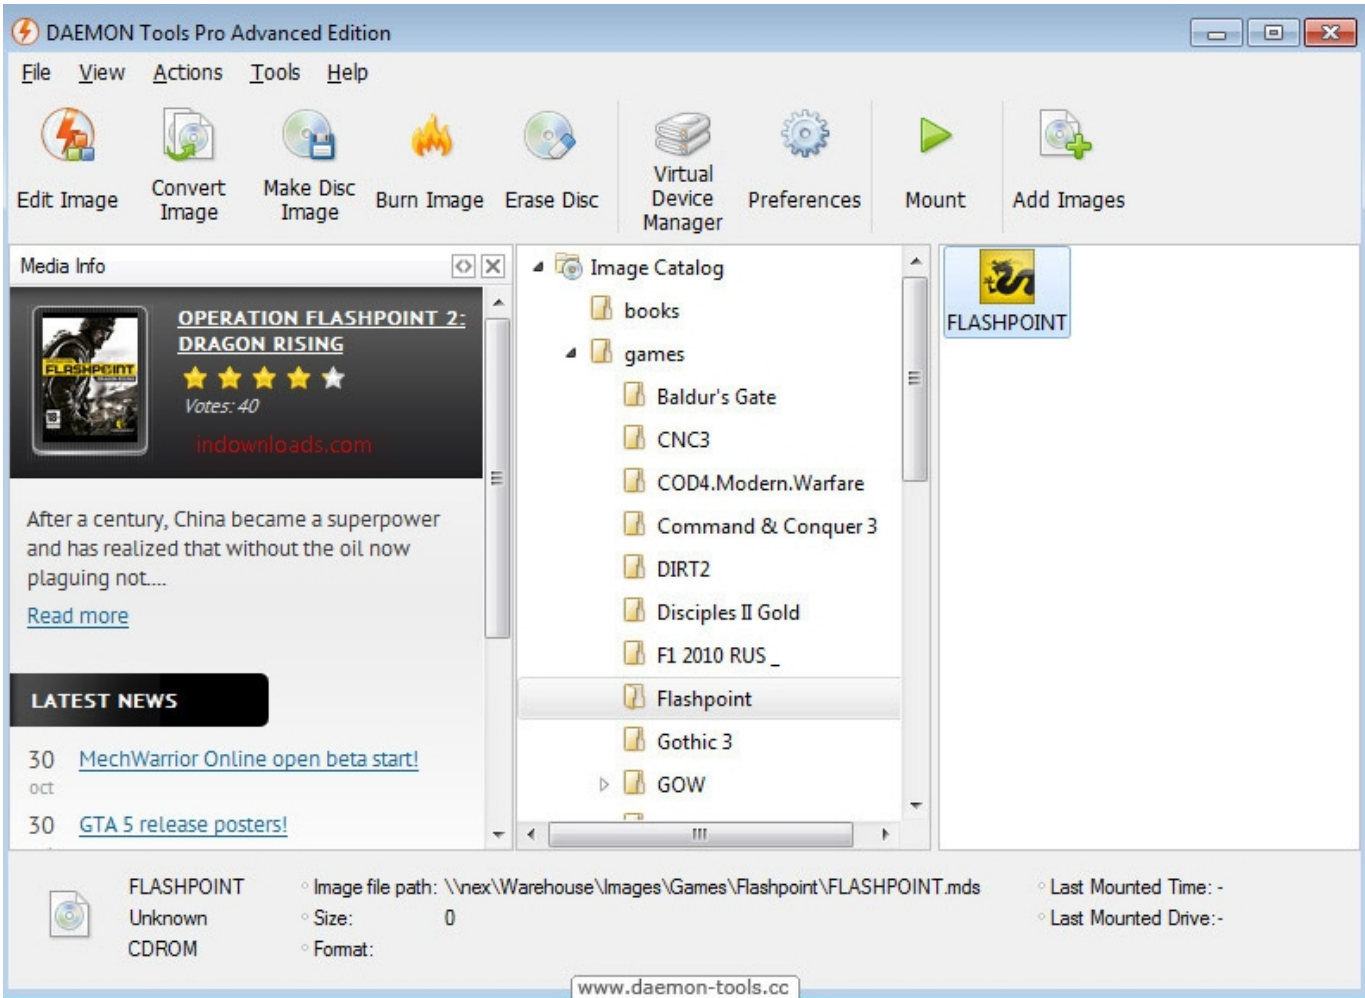 DAEMON Tools Pro Advanced Edition
File View Actions Tools Help
Edit Image
Convert
Image
Make Disc
Image
Burn Image
Erase Disc
Virtual
Device
Manager
Preferences
Mount
Add Images
Media Info
OPERATION FLASHPOINT 2:
DRAGON RISING
Votes: 40
indownloads.com
FLASHPOINT
After a century, China became a superpower
and has realized that without the oil now
plaguing not....
Read more
LATEST NEWS
30
oct
MechWarrior Online open beta start!
30
GTA 5 release posters!
Image Catalog
books
games
Baldur's Gate
CNC3
COD4.Modern.Warfare
Command & Conquer 3
DIRT2
Disciples II Gold
F1 2010 RUS _
Flashpoint
Gothic 3
GOW
FLASHPOINT
FLASHPOINT
Unknown
CDROM
Image file path: \\nex\Warehouse\Images\Games\Flashpoint\FLASHPOINT.mds
Size: 0
Format:
Last Mounted Time: -
Last Mounted Drive:-
www.daemon-tools.cc